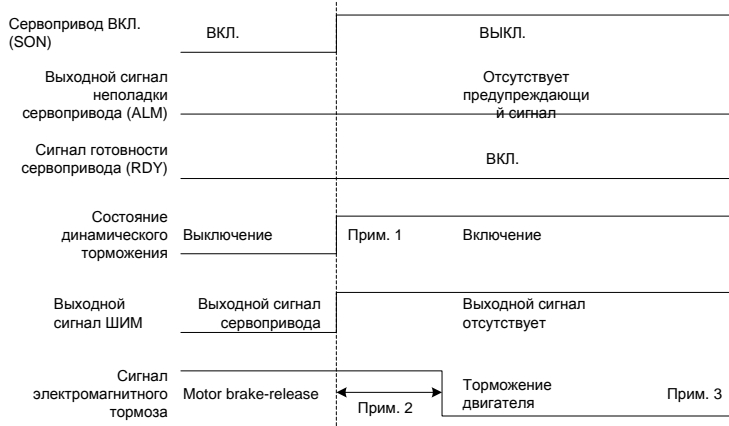 Сервопривод ВКЛ.
(SON)
ВКЛ.
ВЫКЛ.
Выходной сигнал
неполадки
сервопривода (ALM)
Отсутствует
предупреждающи
й сигнал
Сигнал готовности
сервопривода (RDY)
ВКЛ.
Состояние
динамического
торможения
Выключение
Прим. 1
Включение
Выходной
сигнал ШИМ
Выходной сигнал
сервопривода
Выходной сигнал
отсутствует
Сигнал
электромагнитного
тормоза
Motor brake-release
Прим. 2
Торможение
двигателя
Прим. 3